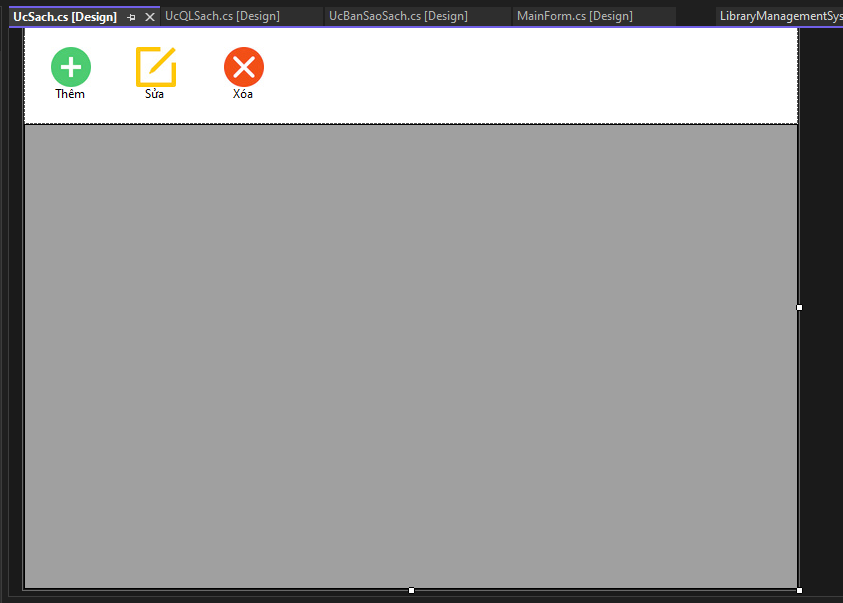 UcSach.cs [Design]
UcQLSach.cs [Design]
UcBanSaoSach.cs [Design]
MainForm.cs [Design]
LibraryManagementSys
Thêm
Sửa
Xóa